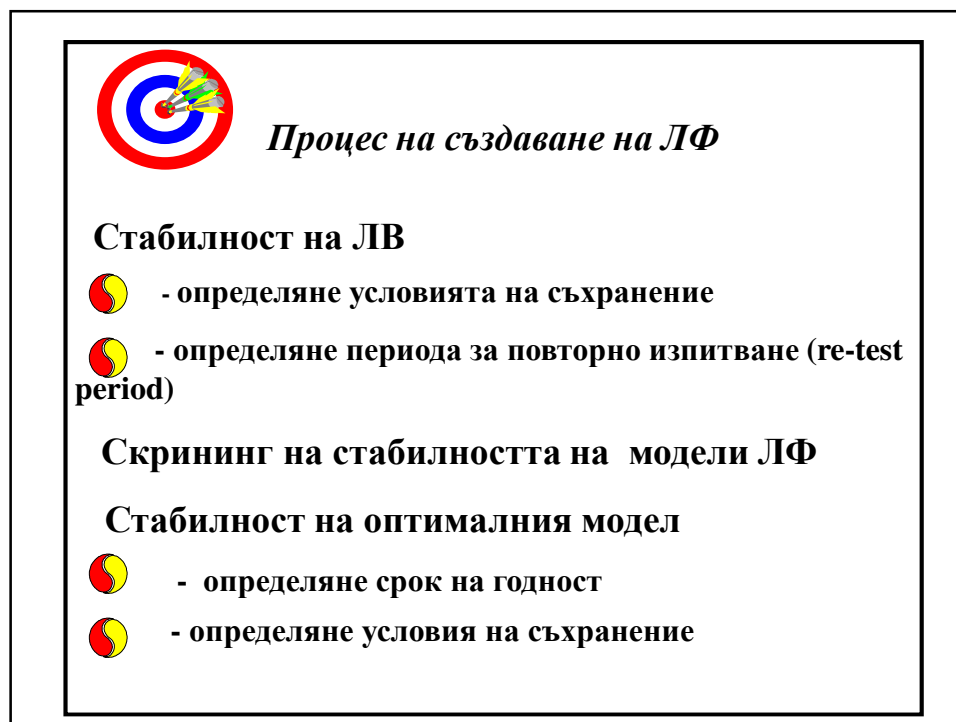 Процес на създаване на ЛФ
Стабилност на ЛВ
- определяне условията на съхранение
- определяне периода за повторно изпитване (re-test
period)
Скрининг на стабилността на модели ЛФ
Стабилност на оптималния модел
- определяне срок на годност
- определяне условия на съхранение